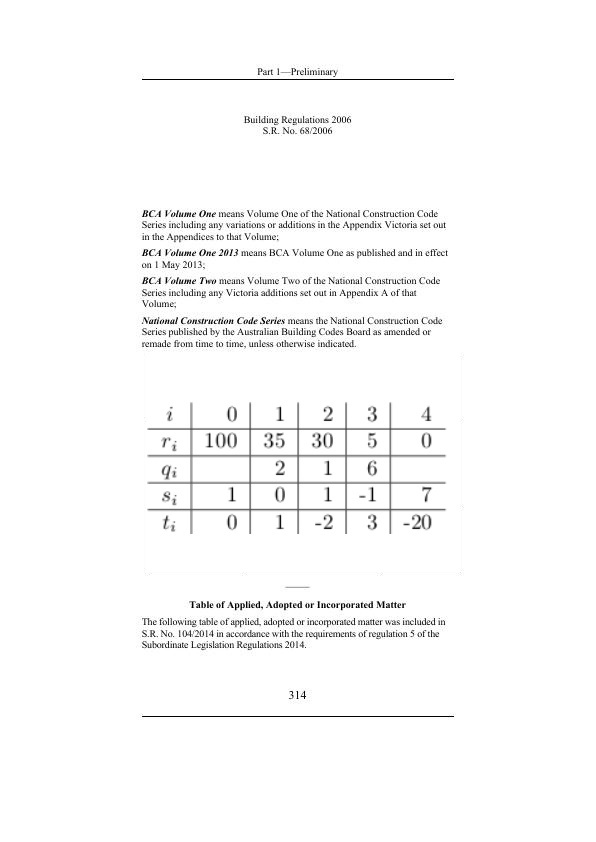 Part 1—Preliminary
Building Regulations 2006
S.R. No. 68/2006
BCA Volume One means Volume One of the National Construction Code
Series including any variations or additions in the Appendix Victoria set out
in the Appendices to that Volume;
BCA Volume One 2013 means BCA Volume One as published and in effect
on 1 May 2013;
BCA Volume Two means Volume Two of the National Construction Code
Series including any Victoria additions set out in Appendix A of that
Volume;
National Construction Code Series means the National Construction Code
Series published by the Australian Building Codes Board as amended or
remade from time to time, unless otherwise indicated.
i 0 1 2 3 4
r_i 100 35 30 5 0
q_i 2 1 6
s_i 1 0 1 -1 7
t_i 0 1 -2 3 -20
Table of Applied, Adopted or Incorporated Matter
The following table of applied, adopted or incorporated matter was included in
S.R. No. 104/2014 in accordance with the requirements of regulation 5 of the
Subordinate Legislation Regulations 2014.
314